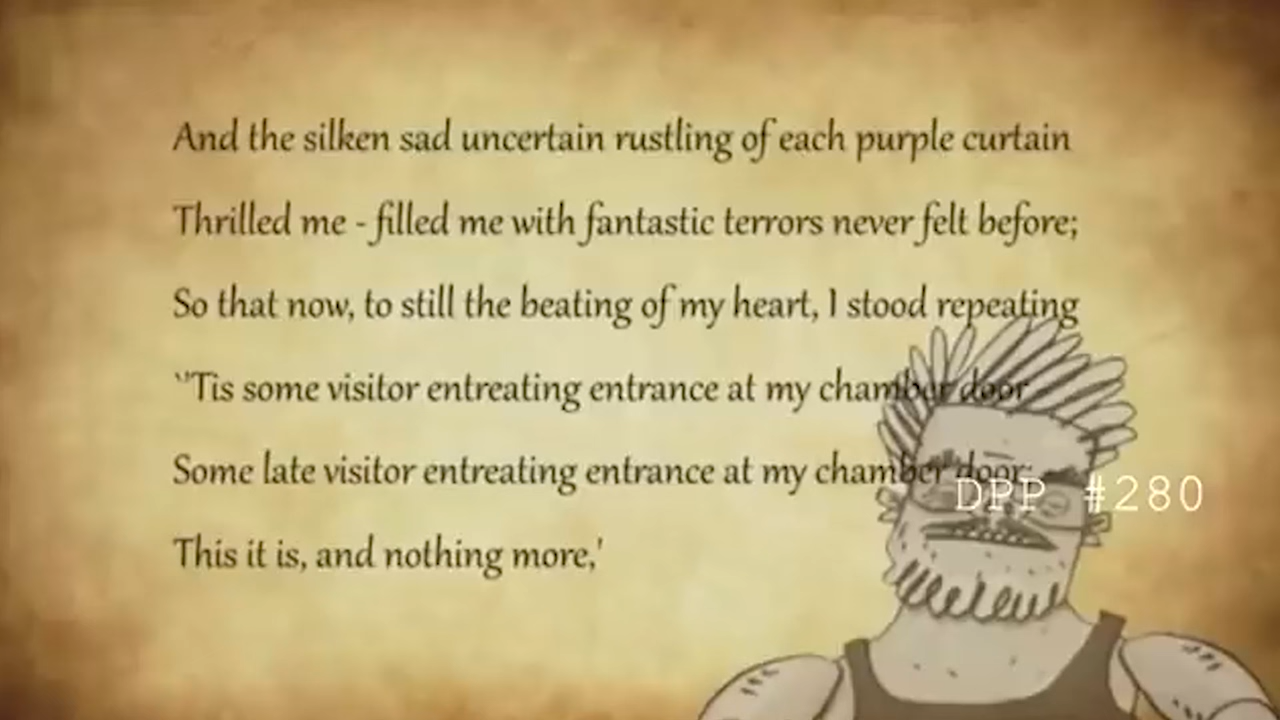 And the silken sad uncertain rustling of each purple curtain
Thrilled me - filled me with fantastic terrors never felt before;
So that now, to still the beating of my heart, I stood repeating
`'Tis some visitor entreating entrance at my chamber door
Some late visitor entreating entrance at my chamber door;
This it is, and nothing more,'
DPP #280